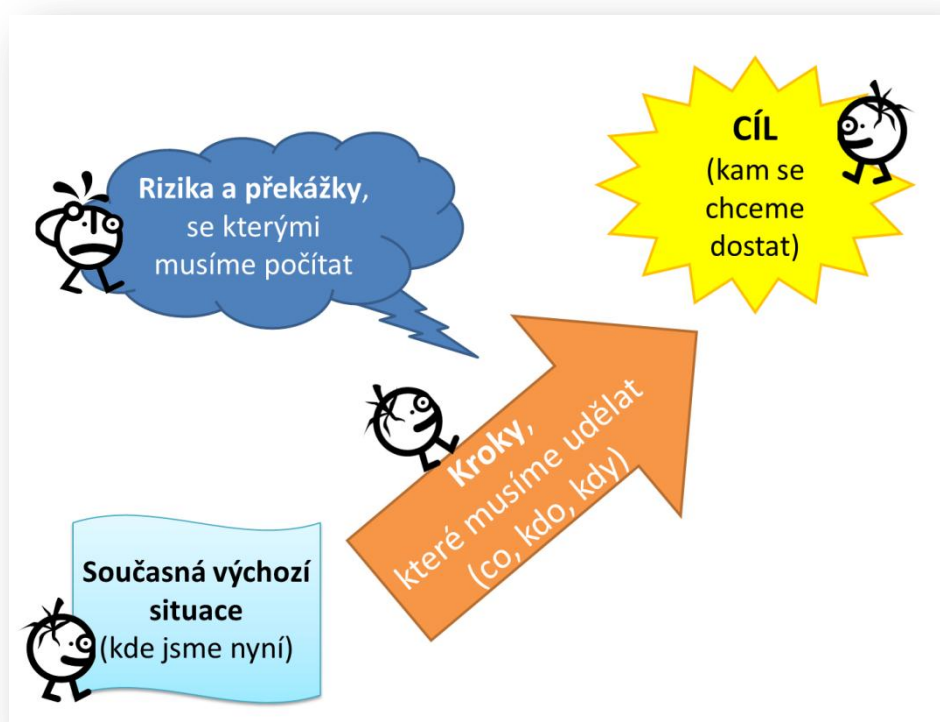 CÍL
(kam se
chceme
dostat)
Rizika a překážky,
se kterými
musíme počítat
Kroky,
které musíme udělat
(co, kdo, kdy)
Současná výchozí
situace
(kde jsme nyní)